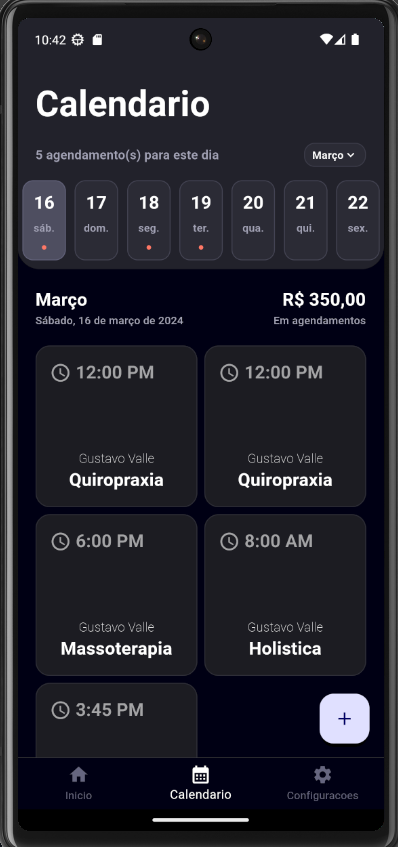 10:42
Calendario
5 agendamento(s) para este dia
Março
16 17 18 19 20 21 22
sáb. dom. seg. ter. qua. qui. sex.
Março R$ 350,00
Sábado, 16 de março de 2024 Em agendamentos
12:00 PM 12:00 PM
Gustavo Valle Gustavo Valle
Quiropraxia Quiropraxia
6:00 PM 8:00 AM
Gustavo Valle Gustavo Valle
Massoterapia Holistica
3:45 PM
+
Início Calendario Configuracoes